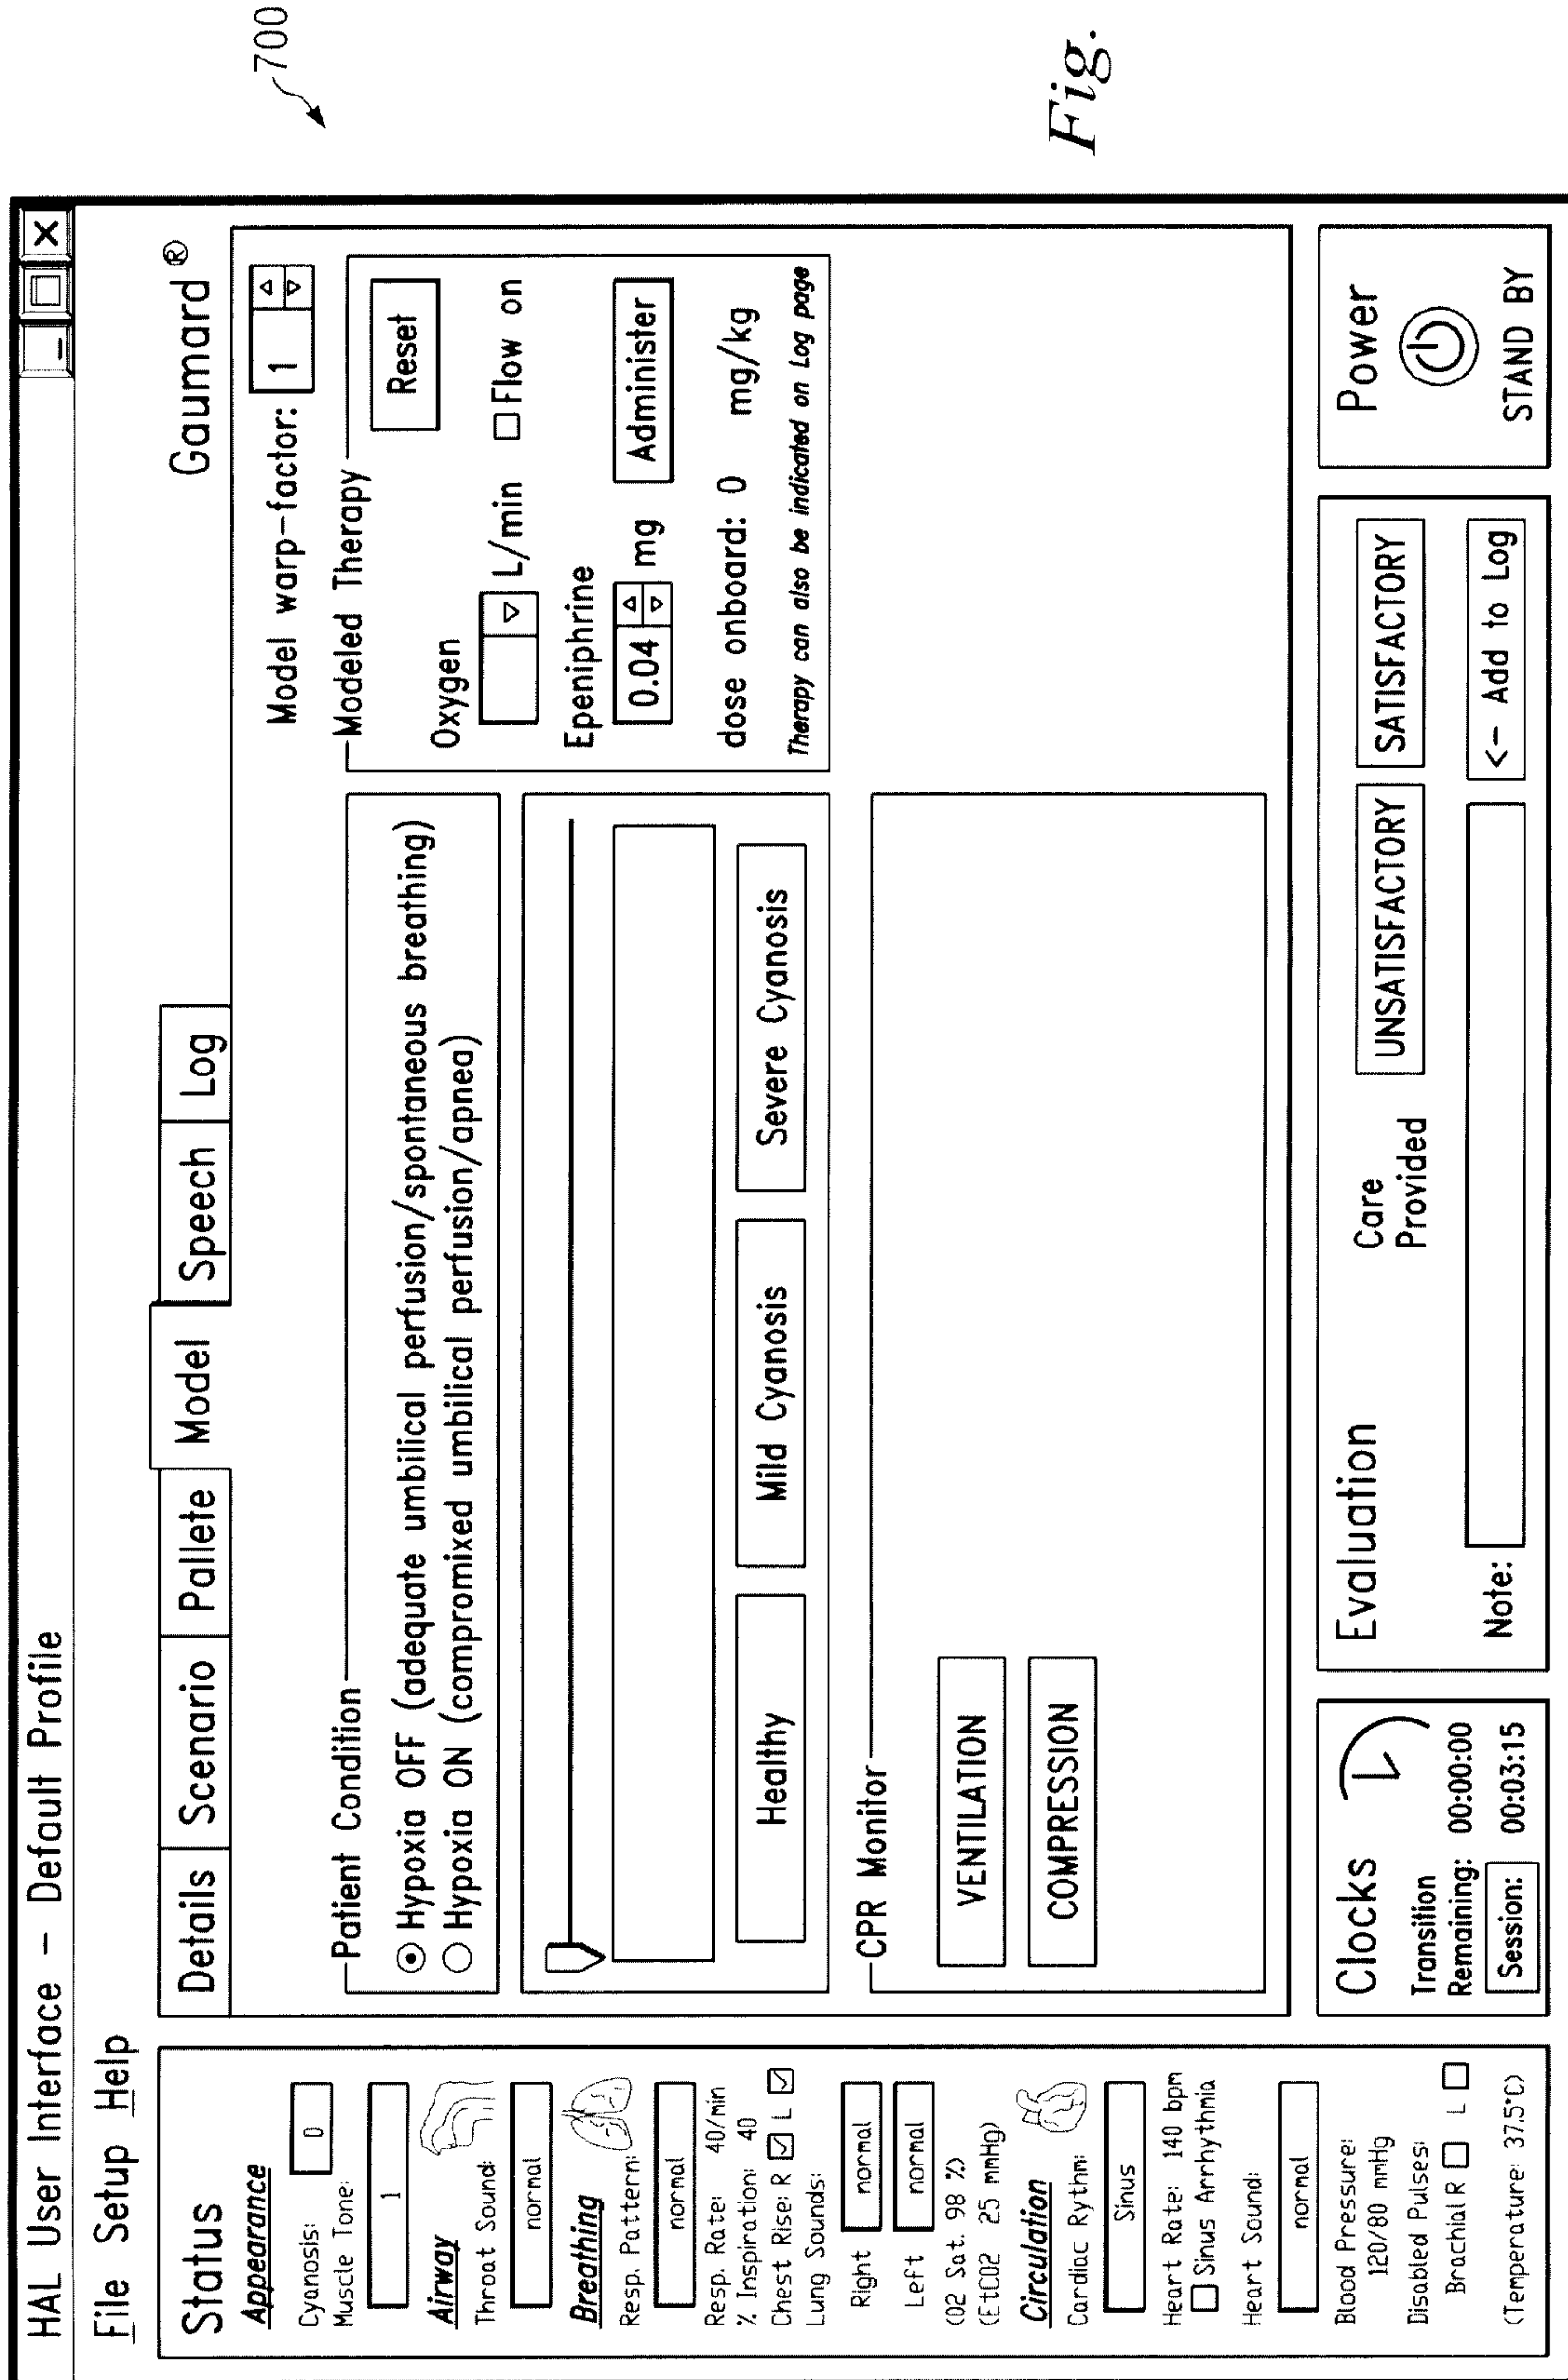 HAL User Interface - Default Profile
File Setup Help
Gaumard ®
Status
Appearance
Cyanosis: 0
Muscle Tone:
1
Airway
Throat Sound:
normal
Breathing
Resp. Pattern:
normal
Resp. Rate: 40/min
% Inspiration: 40
Chest Rise: R L
Lung Sounds:
Right normal
Left normal
(O2 Sat. 98 %)
(EtCO2 25 mmHg)
Circulation
Cardiac Rythm:
Sinus
Heart Rate: 140 bpm
Sinus Arrhythmia
Heart Sound:
normal
Blood Pressure:
120/80 mmHg
Disabled Pulses:
Brachial R L
(Temperature: 37.5°C)
Details Scenario Pallete Model Speech Log
Model warp-factor: 1
Patient Condition
Hypoxia OFF (adequate umbilical perfusion/spontaneous breathing)
Hypoxia ON (compromixed umbilical perfusion/apnea)
Healthy Mild Cyanosis Severe Cyanosis
Modeled Therapy
Reset
Oxygen
L/min Flow on
Epeniphrine
0.04 mg Administer
dose onboard: 0 mg/kg
Therapy can also be indicated on Log page
CPR Monitor
VENTILATION
COMPRESSION
Clocks
Transition
Remaining: 00:00:00
Session: 00:03:15
Evaluation
Care
Provided
UNSATISFACTORY SATISFACTORY
Note: <- Add to Log
Power
STAND BY
700
Fig.